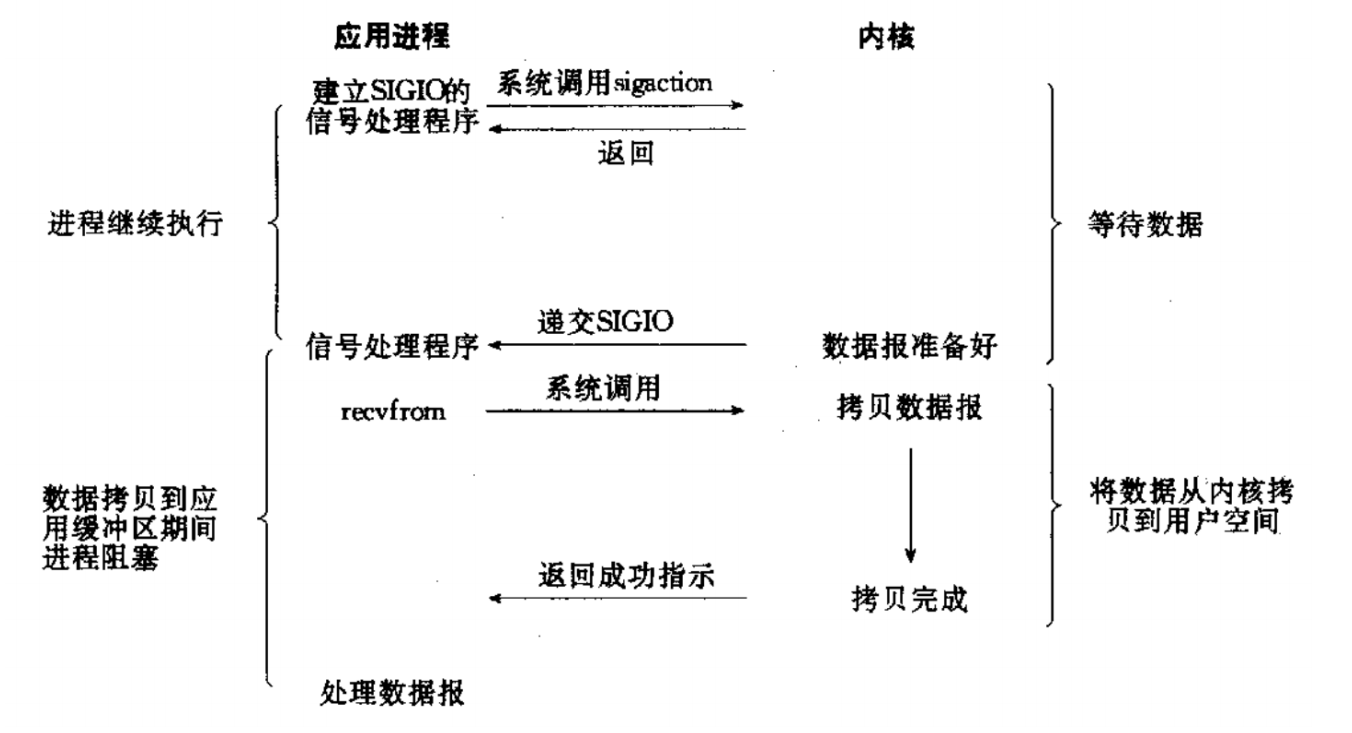 应用进程
内核
建立SIGIO的
信号处理程序
系统调用sigaction
返回
进程继续执行
等待数据
递交SIGIO
信号处理程序
数据报准备好
系统调用
recvfrom
拷贝数据报
数据拷贝到应
用缓冲区期间
进程阻塞
将数据从内核拷
贝到用户空间
返回成功指示
拷贝完成
处理数据报